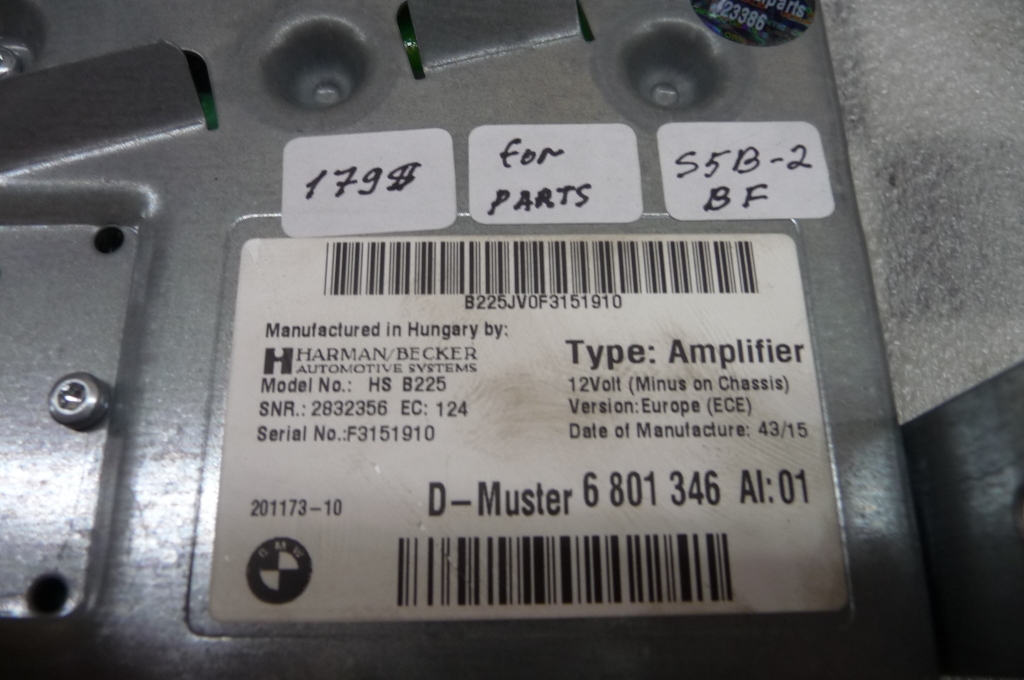 23386
179$
for
PARTS
S5B-2
BF
B225JV0F3151910
Manufactured in Hungary by:
HARMAN/BECKER
AUTOMOTIVE SYSTEMS
Model No.: HS B225
SNR.: 2832356 EC: 124
Serial No.:F3151910
Type: Amplifier
12Volt (Minus on Chassis)
Version:Europe (ECE)
Date of Manufacture: 43/15
201173-10
D-Muster 6 801 346 AI:01
BMW